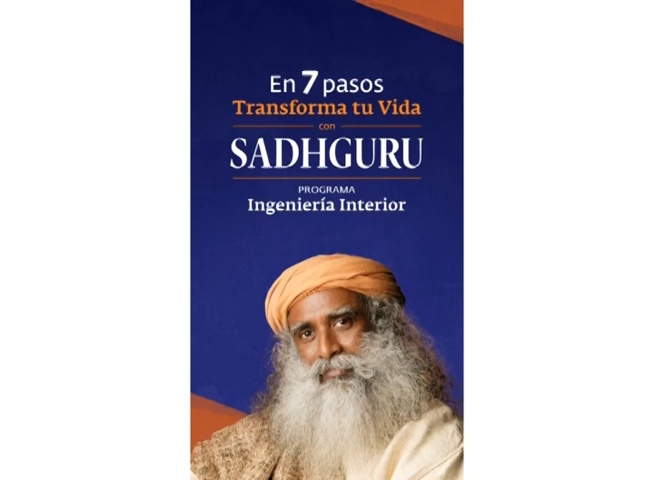 En 7 pasos
Transforma tu Vida
con
SADHGURU
PROGRAMA
Ingeniería Interior